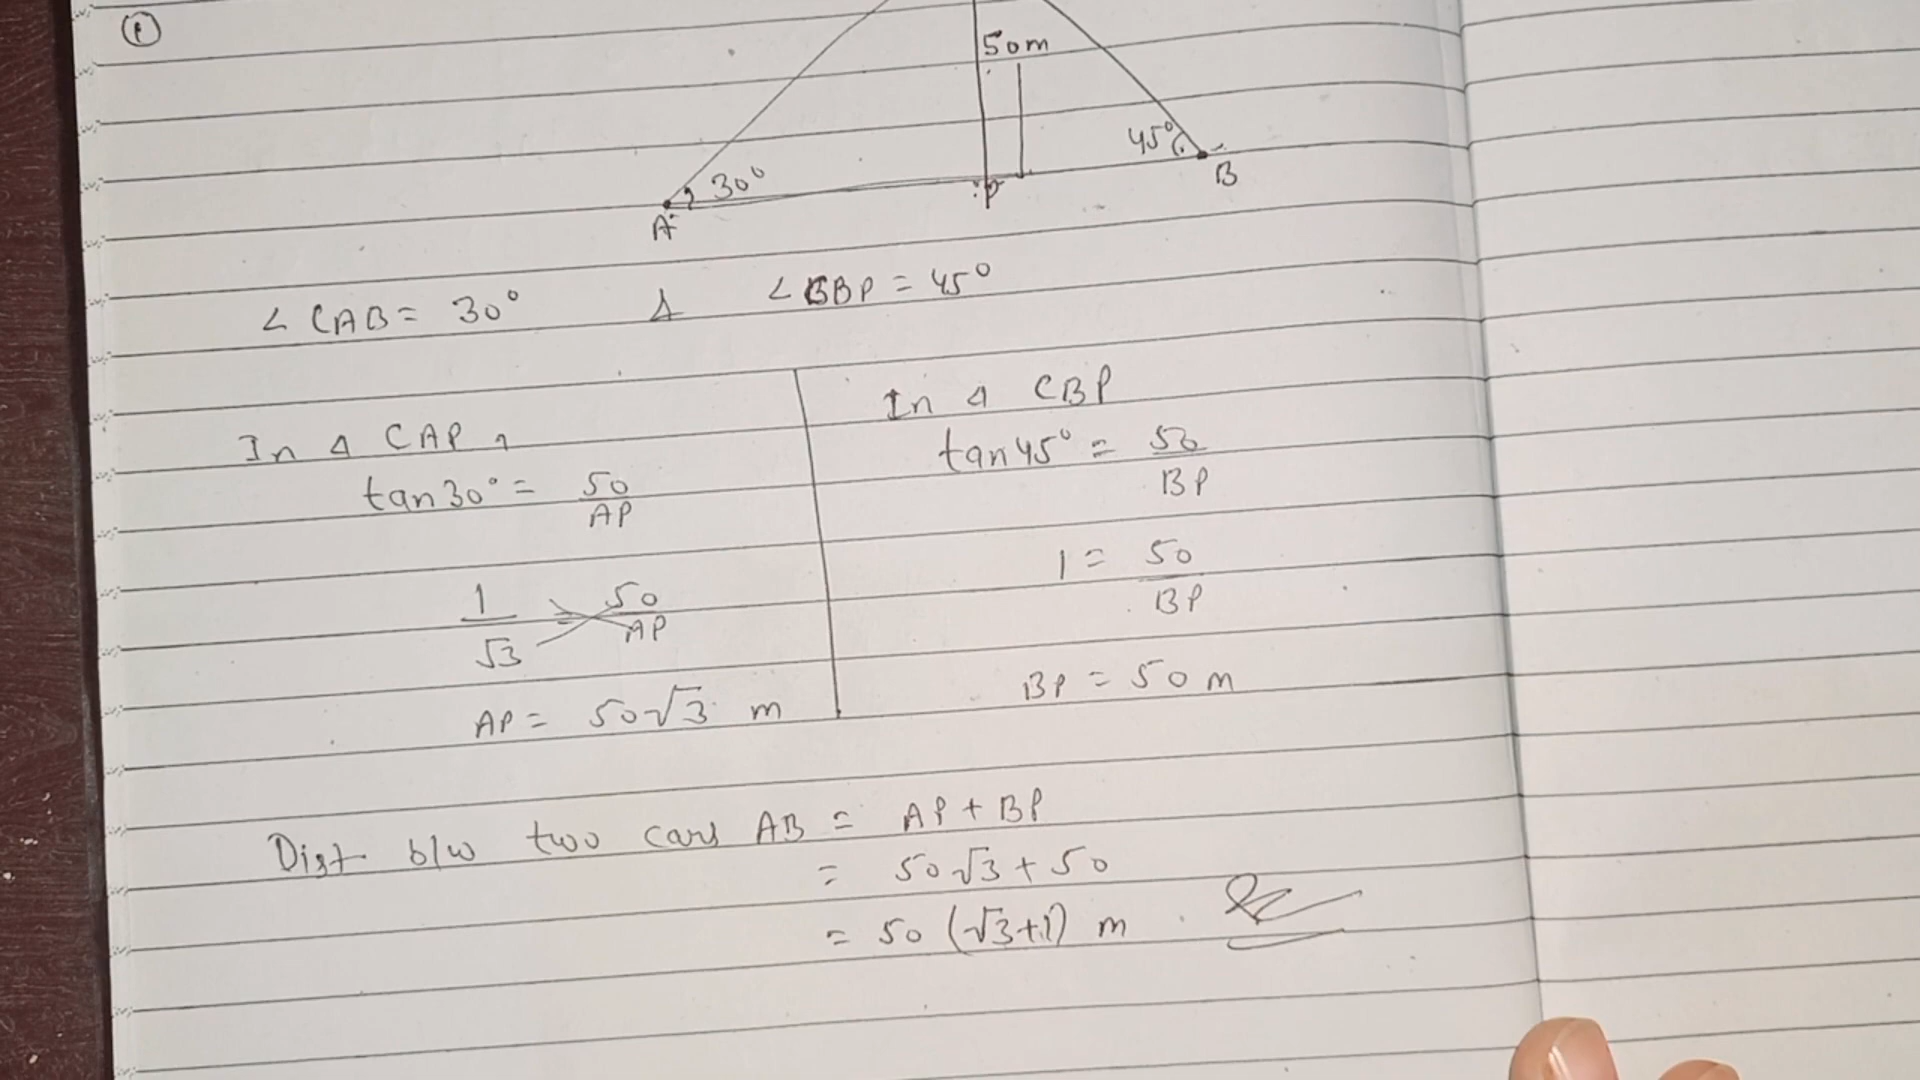 1
50m
45°
30°
A
P
B
∠ CAB = 30°
∠ CBP = 45°
In Δ CAP,
tan 30° = 50/AP
1/√3 = 50/AP
AP = 50√3 m
In Δ CBP
tan 45° = 50/BP
1 = 50/BP
BP = 50 m
Dist b/w two cars AB = AP + BP
= 50√3 + 50
= 50 (√3+1) m